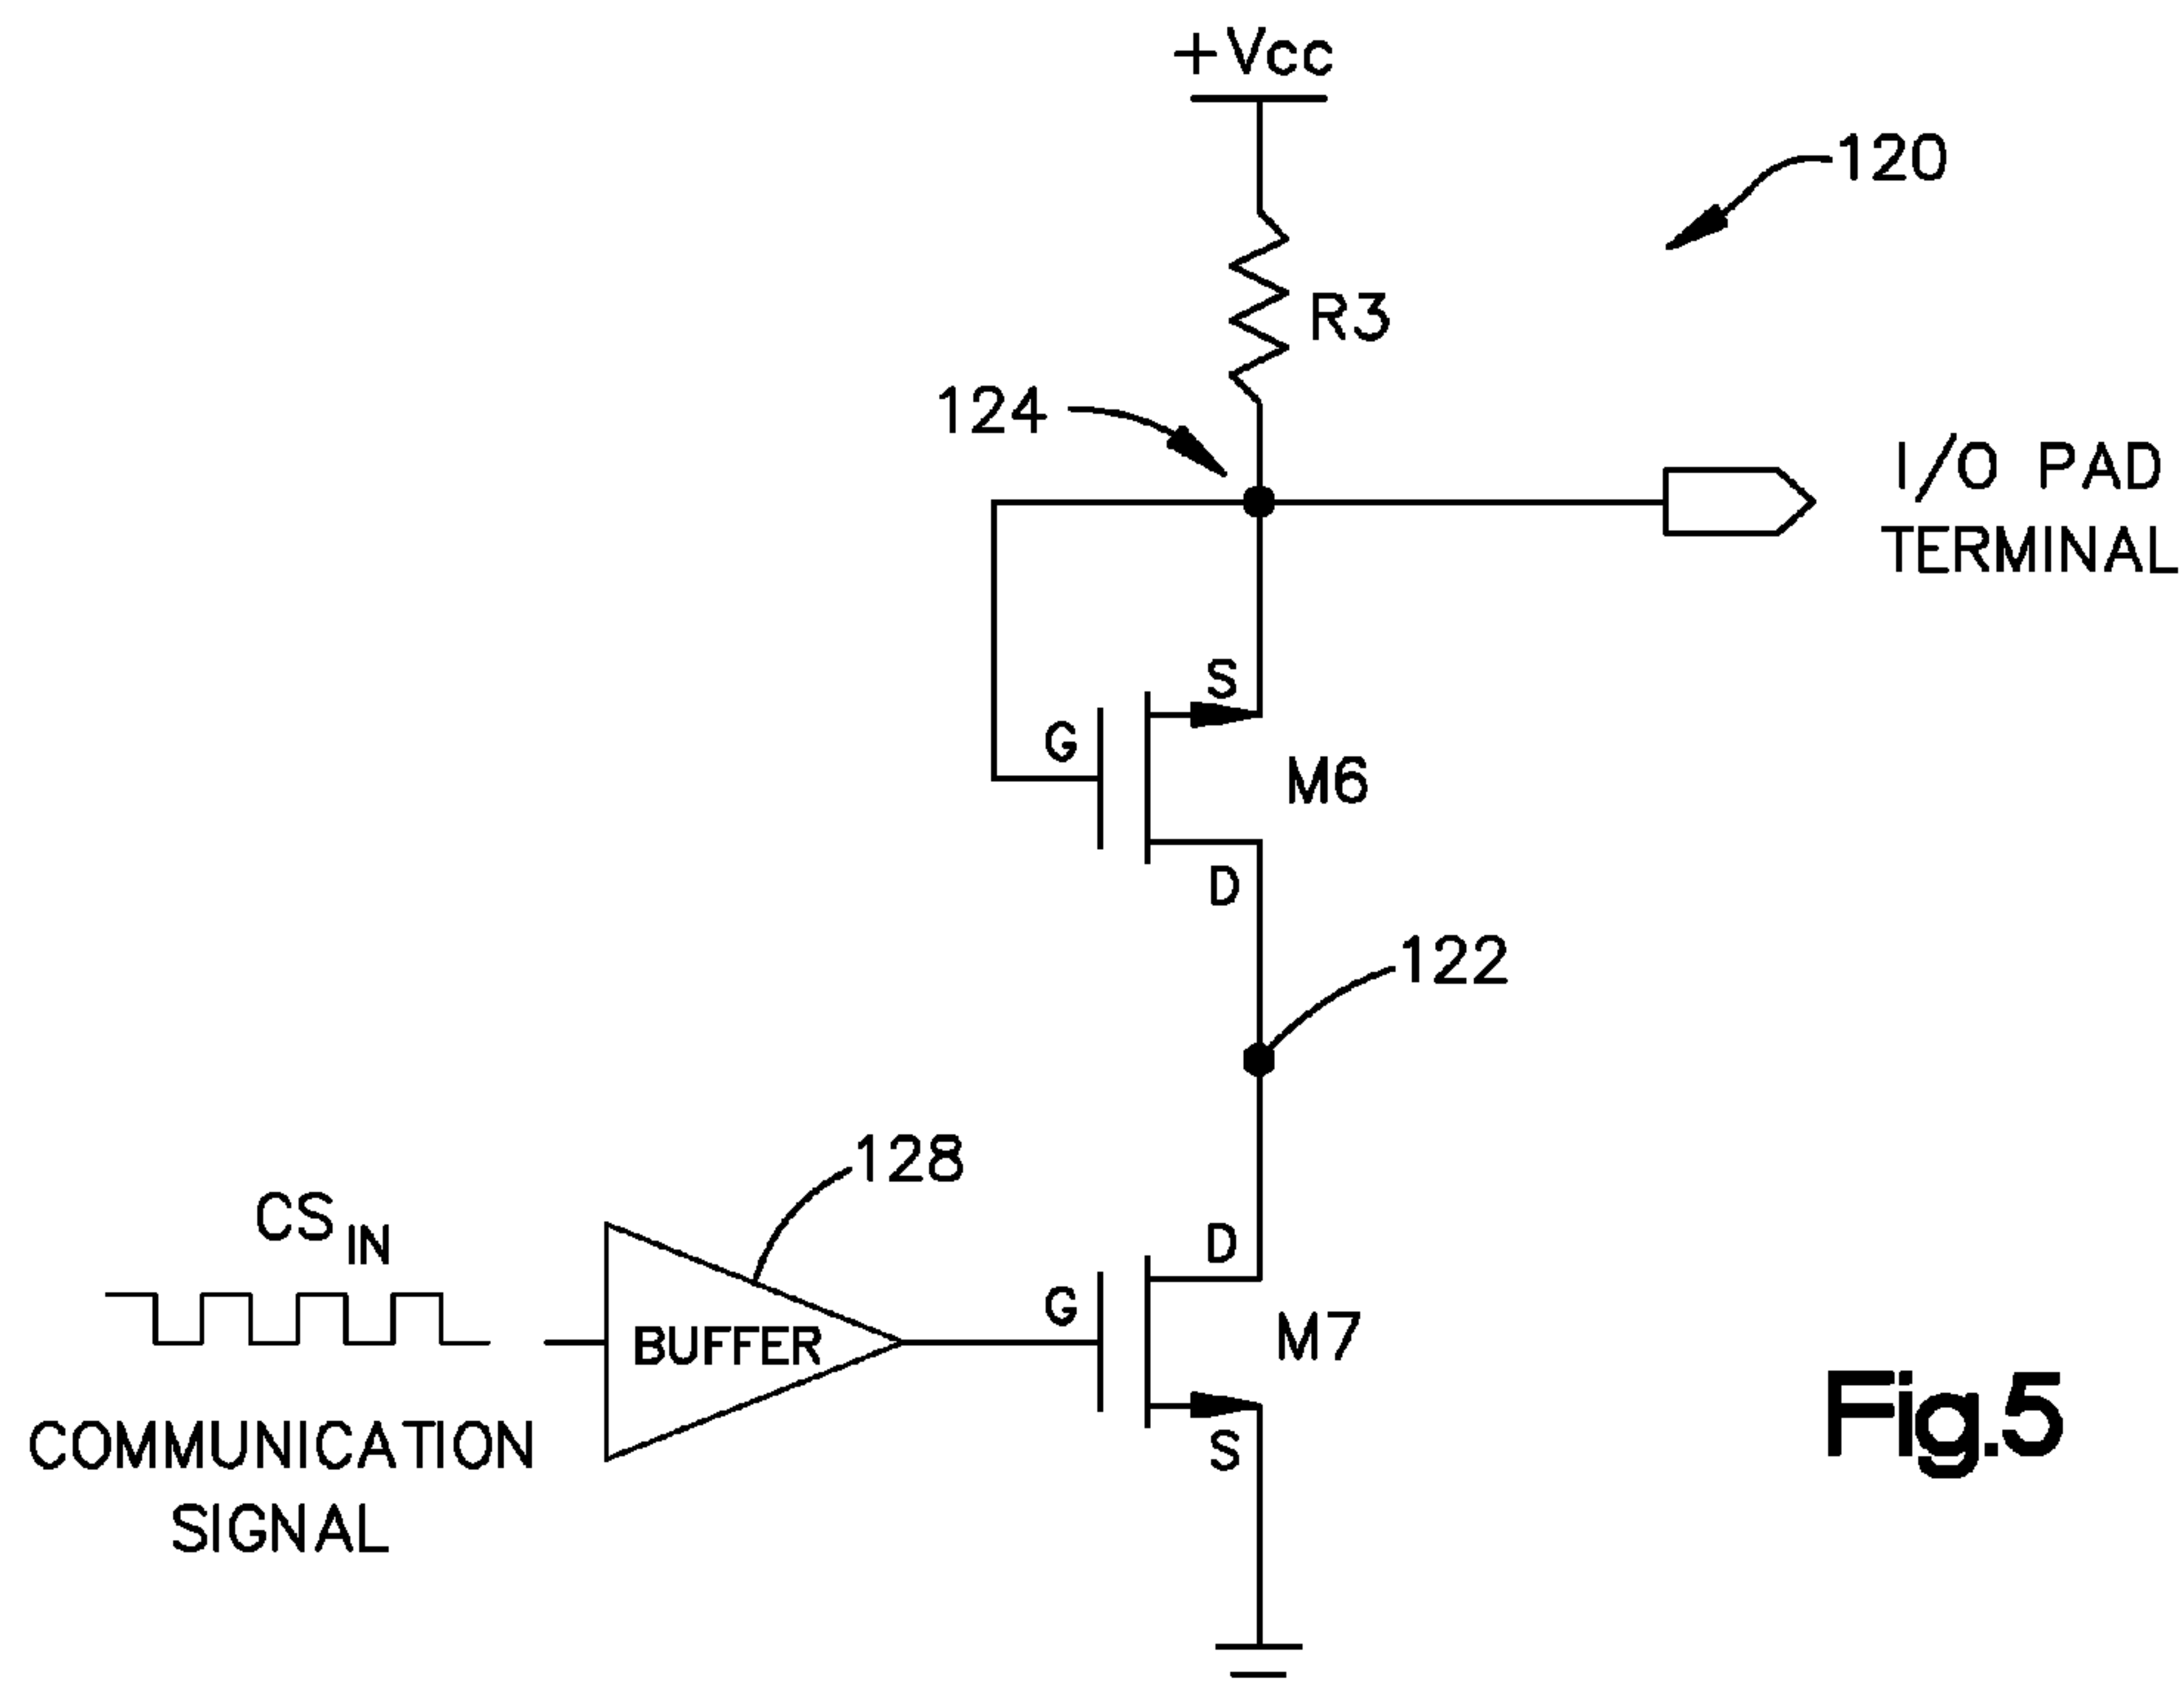 +Vcc
120
R3
124
I/O PAD
TERMINAL
S
G
M6
D
122
128
CS IN
D
G
BUFFER
M7
S
COMMUNICATION
SIGNAL
Fig.5